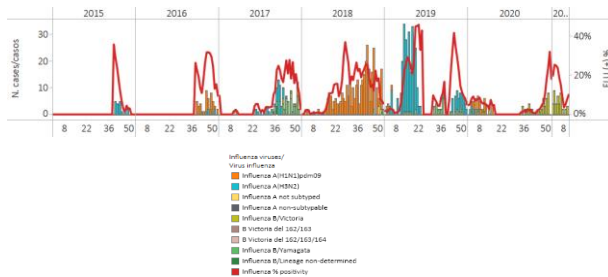 2015 2016 2017 2018 2019 2020 20..
30 40%
20
20%
10
0 0%
N. cases/casos
% FLU (+)
8 22 36 50 8 22 36 50 8 22 36 50 8 22 36 50 8 22 36 50 8 22 36 50 8
Influenza viruses/
Virus influenza
Influenza A(H1N1)pdm09
Influenza A(H3N2)
Influenza A not subtyped
Influenza A non-subtypable
Influenza B/Victoria
B Victoria del 162/163
B Victoria del 162/163/164
Influenza B/Yamagata
Influenza B/Lineage non-determined
Influenza % positivity